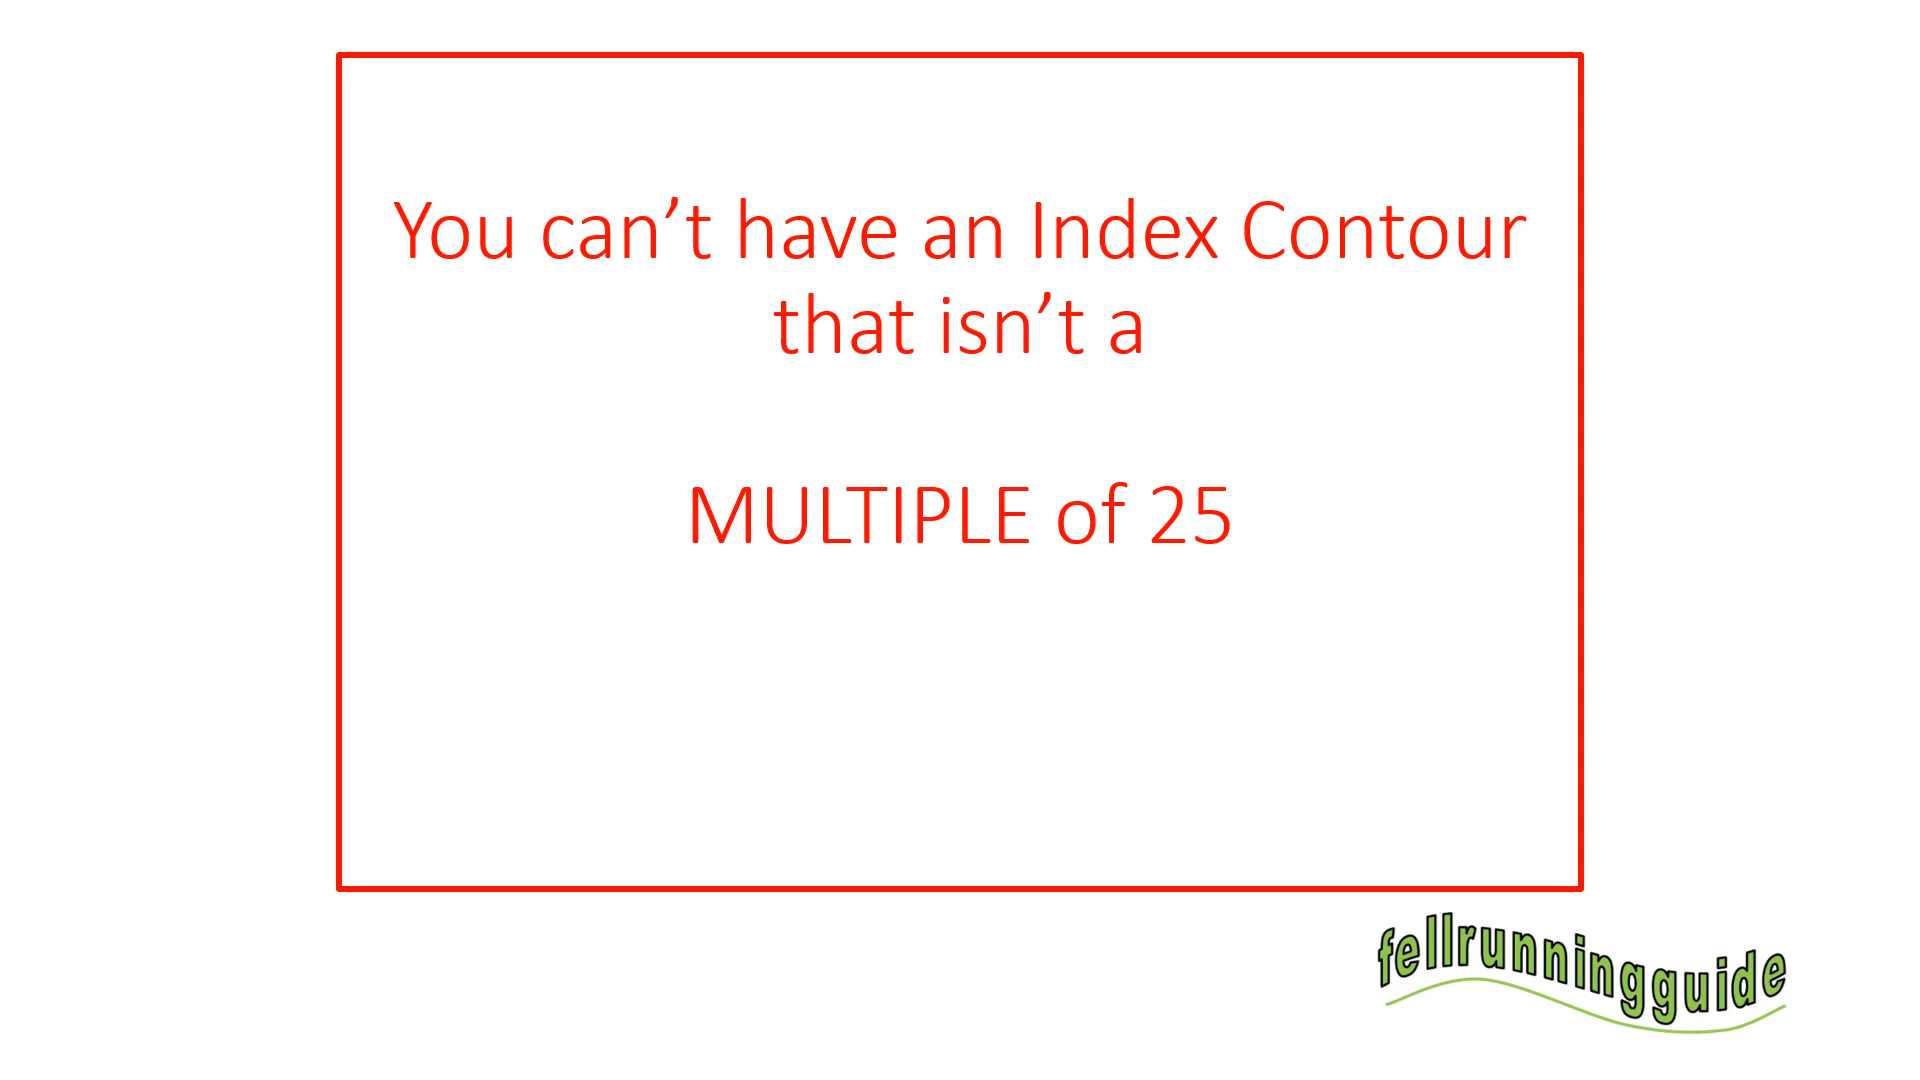 You can’t have an Index Contour
that isn’t a
MULTIPLE of 25
fellrunningguide